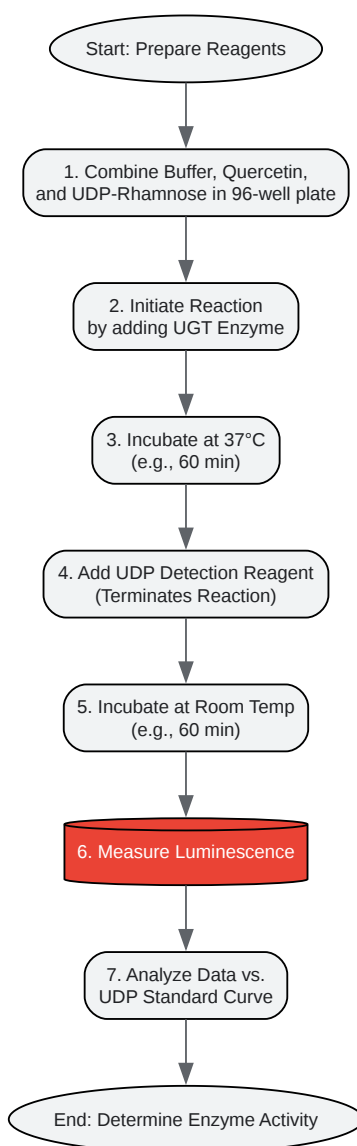 Start: Prepare Reagents
1. Combine Buffer, Quercetin,
and UDP-Rhamnose in 96-well plate
2. Initiate Reaction
by adding UGT Enzyme
3. Incubate at 37°C
(e.g., 60 min)
4. Add UDP Detection Reagent
(Terminates Reaction)
5. Incubate at Room Temp
(e.g., 60 min)
6. Measure Luminescence
7. Analyze Data vs.
UDP Standard Curve
End: Determine Enzyme Activity